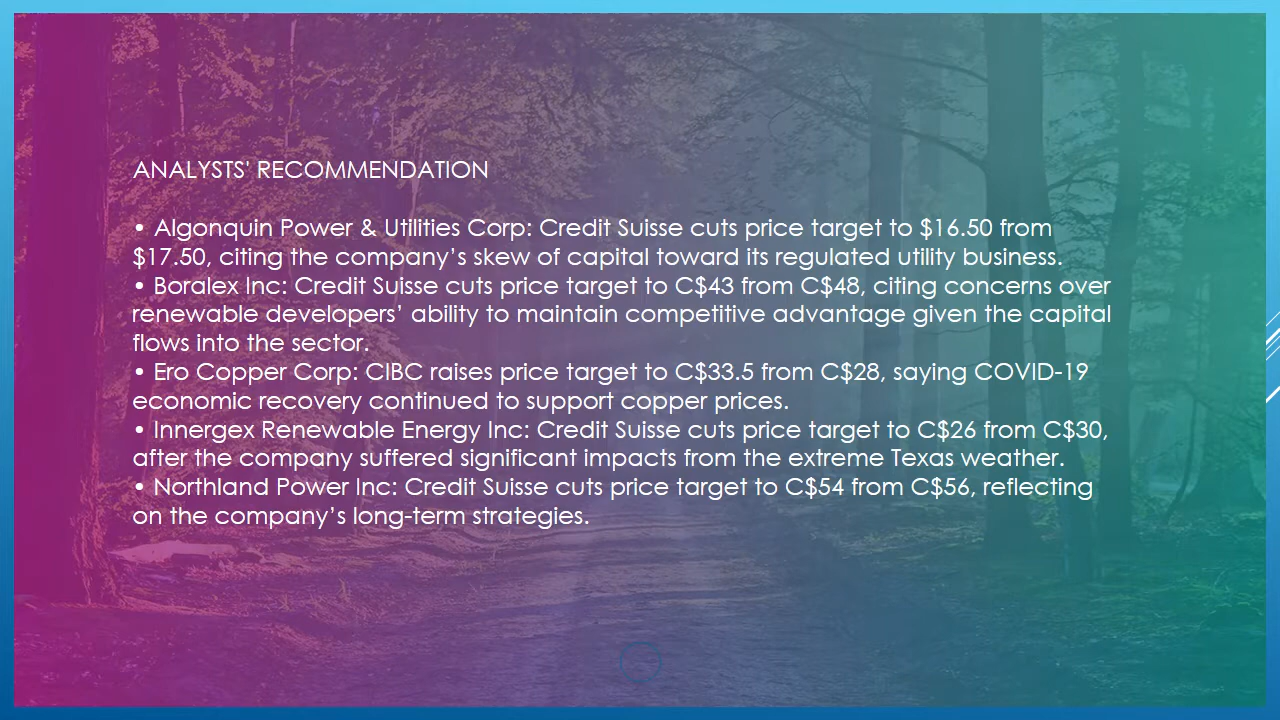 ANALYSTS' RECOMMENDATION
• Algonquin Power & Utilities Corp: Credit Suisse cuts price target to $16.50 from
$17.50, citing the company’s skew of capital toward its regulated utility business.
• Boralex Inc: Credit Suisse cuts price target to C$43 from C$48, citing concerns over
renewable developers’ ability to maintain competitive advantage given the capital
flows into the sector.
• Ero Copper Corp: CIBC raises price target to C$33.5 from C$28, saying COVID-19
economic recovery continued to support copper prices.
• Innergex Renewable Energy Inc: Credit Suisse cuts price target to C$26 from C$30,
after the company suffered significant impacts from the extreme Texas weather.
• Northland Power Inc: Credit Suisse cuts price target to C$54 from C$56, reflecting
on the company’s long-term strategies.